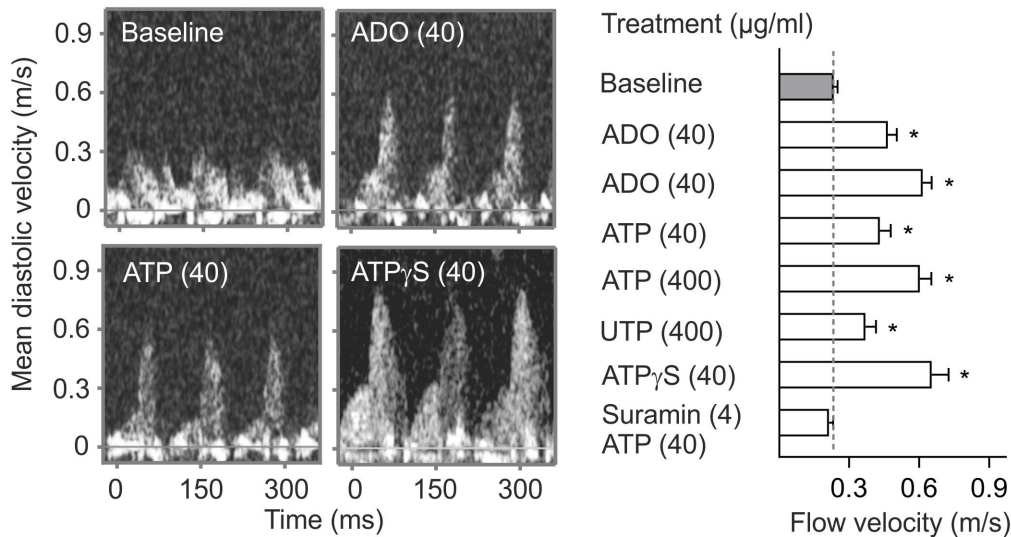 Mean diastolic velocity (m/s)
0.9
0.6
0.3
0
Baseline
ADO (40)
0.9
0.6
0.3
0
ATP (40)
ATPγS (40)
0 150 300 0 150 300
Time (ms)
Treatment (µg/ml)
Baseline
ADO (40) *
ADO (40) *
ATP (40) *
ATP (400) *
UTP (400) *
ATPγS (40) *
Suramin (4)
ATP (40)
0.3 0.6 0.9
Flow velocity (m/s)